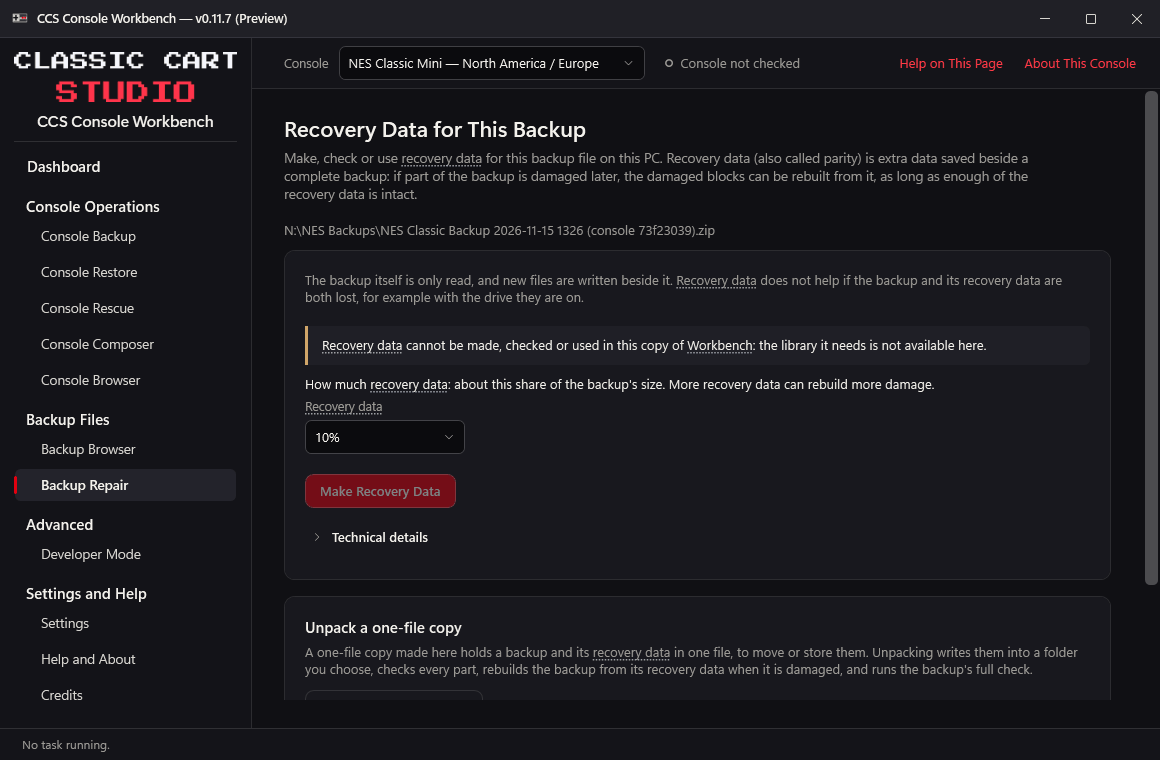 CCS Console Workbench — v0.11.7 (Preview)
CLASSIC CART
STUDIO
CCS Console Workbench
Dashboard
Console Operations
Console Backup
Console Restore
Console Rescue
Console Composer
Console Browser
Backup Files
Backup Browser
Backup Repair
Advanced
Developer Mode
Settings and Help
Settings
Help and About
Credits
Console
NES Classic Mini — North America / Europe
Console not checked
Help on This Page
About This Console
Recovery Data for This Backup
Make, check or use recovery data for this backup file on this PC. Recovery data (also called parity) is extra data saved beside a
complete backup: if part of the backup is damaged later, the damaged blocks can be rebuilt from it, as long as enough of the
recovery data is intact.
N:\NES Backups\NES Classic Backup 2026-11-15 1326 (console 73f23039).zip
The backup itself is only read, and new files are written beside it. Recovery data does not help if the backup and its recovery data are
both lost, for example with the drive they are on.
Recovery data cannot be made, checked or used in this copy of Workbench: the library it needs is not available here.
How much recovery data: about this share of the backup's size. More recovery data can rebuild more damage.
Recovery data
10%
Make Recovery Data
Technical details
Unpack a one-file copy
A one-file copy made here holds a backup and its recovery data in one file, to move or store them. Unpacking writes them into a folder
you choose, checks every part, rebuilds the backup from its recovery data when it is damaged, and runs the backup's full check.
No task running.